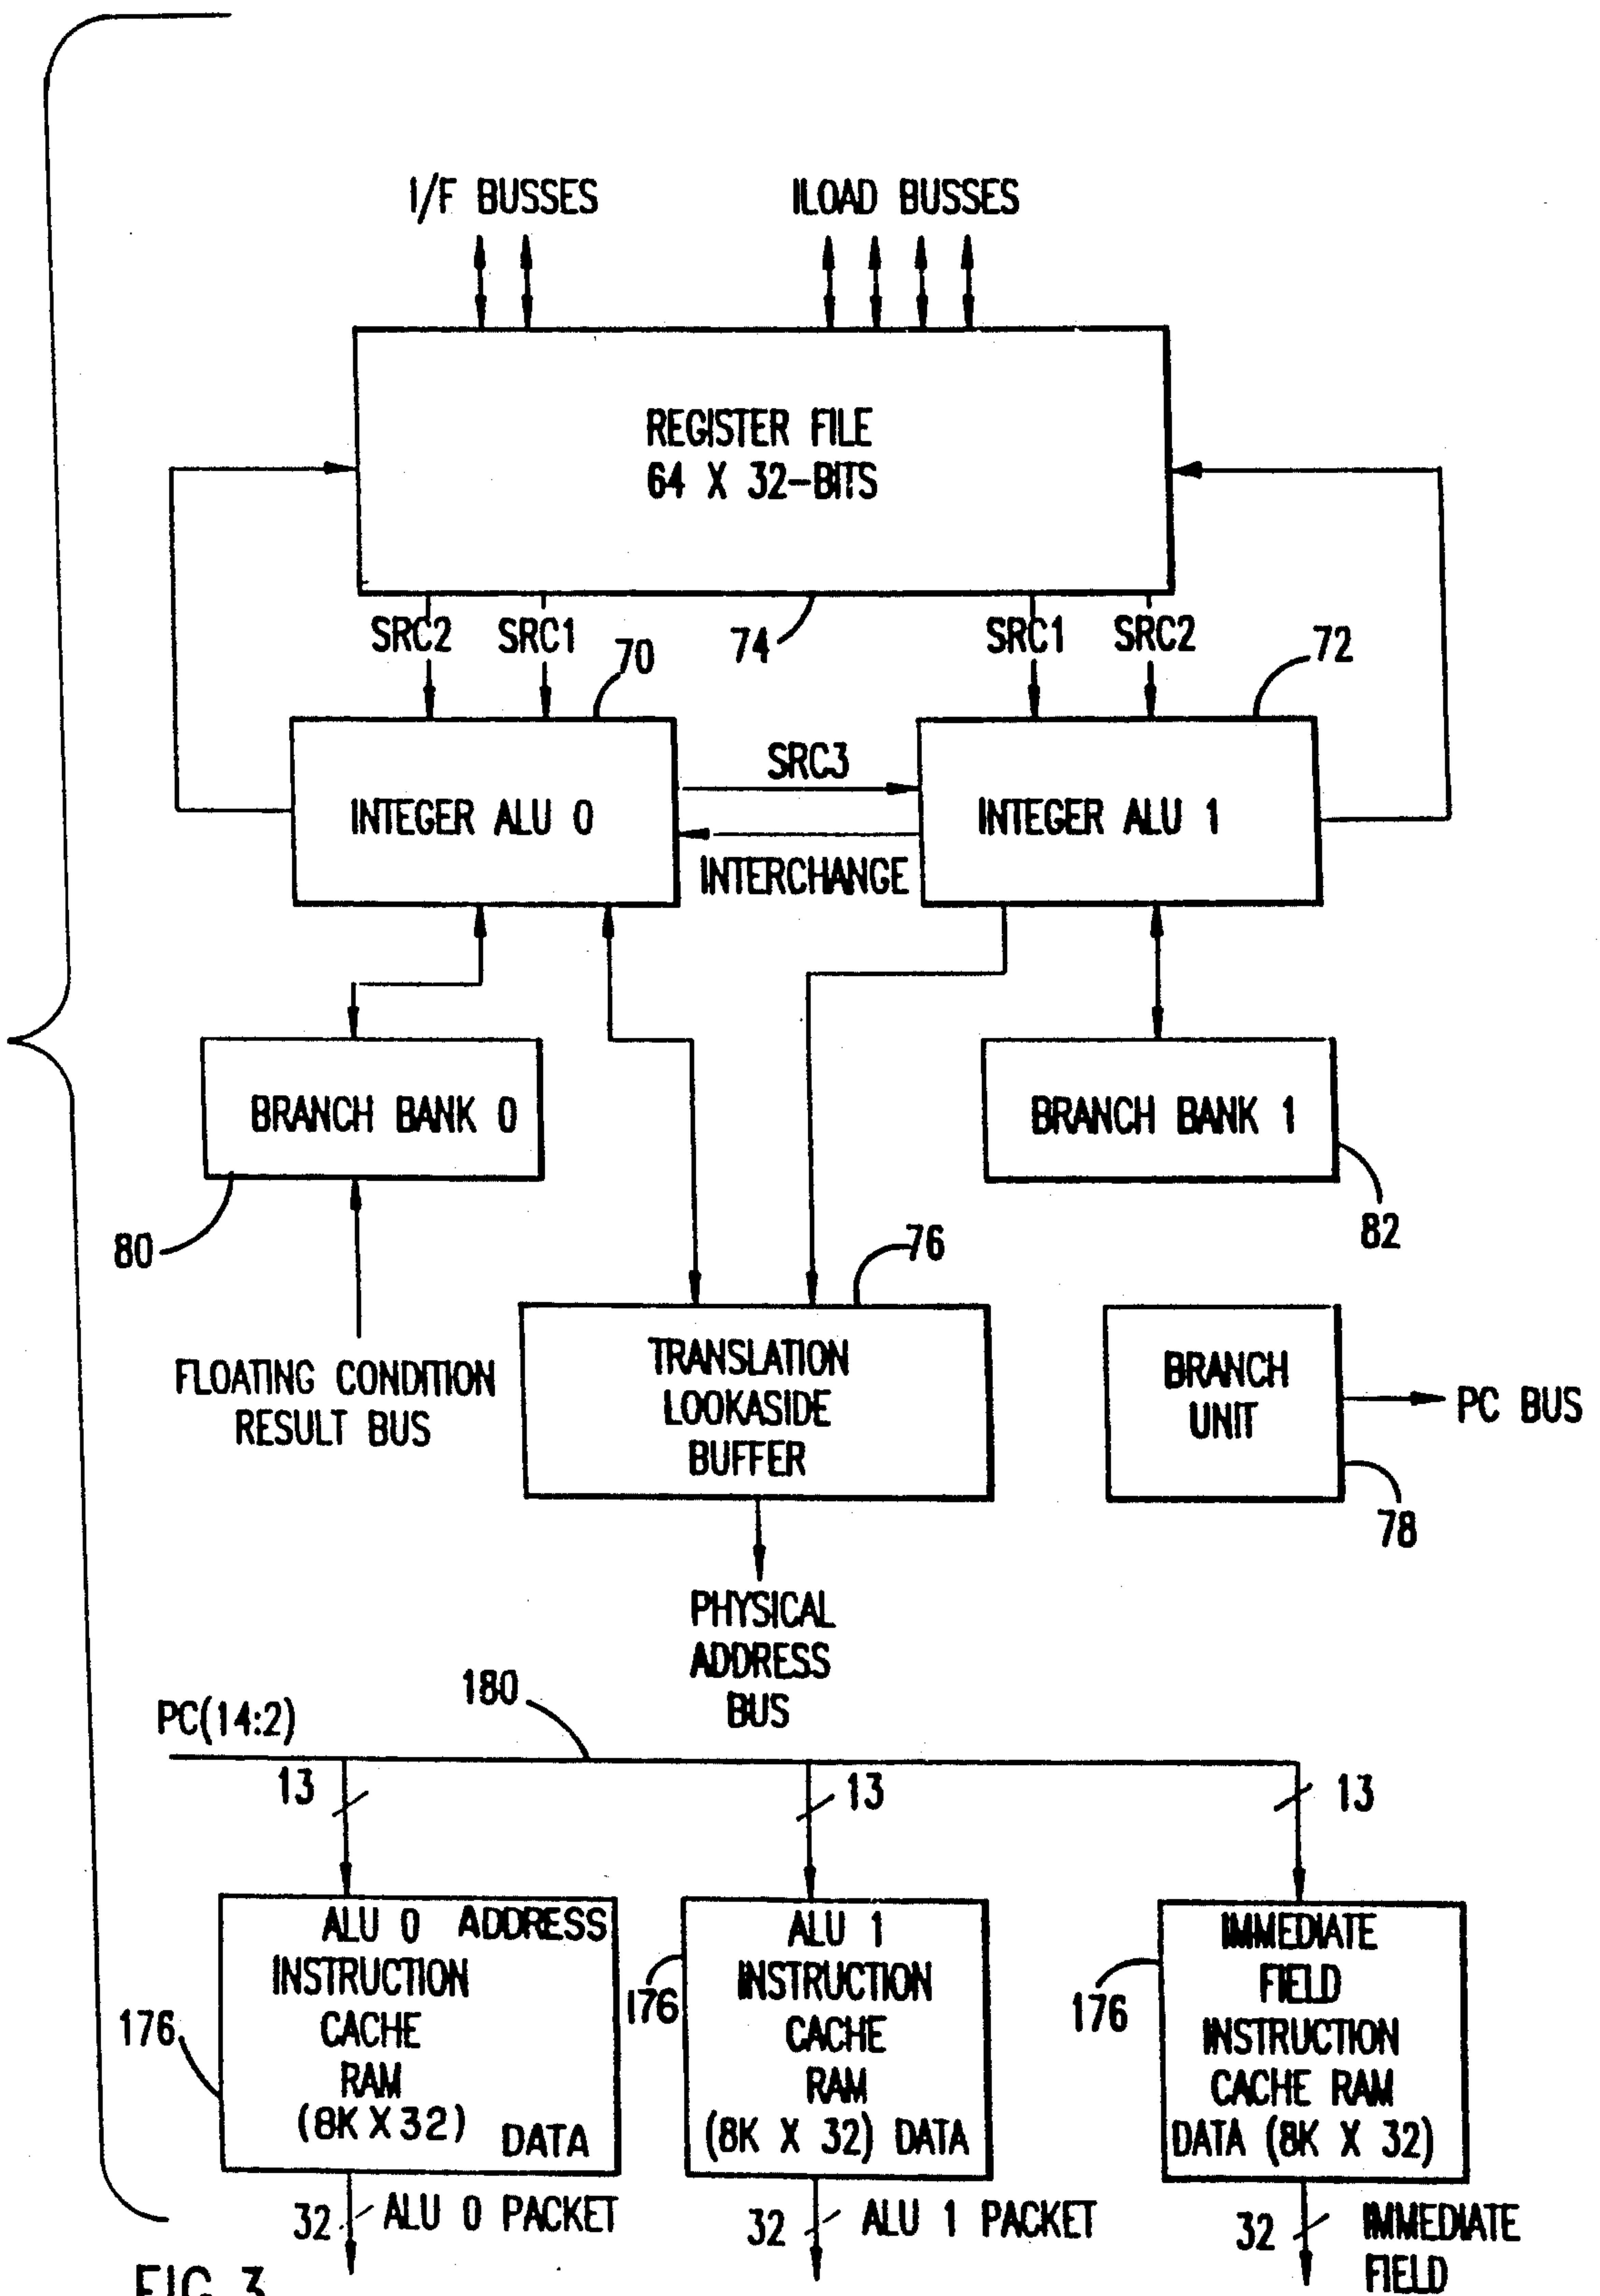 I/F BUSSES
ILOAD BUSSES
REGISTER FILE
64 X 32-BITS
SRC2
SRC1
74
SRC1
SRC2
70
72
SRC3
INTEGER ALU 0
INTEGER ALU 1
INTERCHANGE
BRANCH BANK 0
BRANCH BANK 1
80
82
76
FLOATING CONDITION
RESULT BUS
TRANSLATION
LOOKASIDE
BUFFER
BRANCH
UNIT
PC BUS
78
PHYSICAL
ADDRESS
BUS
180
PC(14:2)
13
13
13
ALU 0 ADDRESS
INSTRUCTION
CACHE
RAM
(8K X 32) DATA
176
ALU 1
INSTRUCTION
CACHE
RAM
(8K X 32) DATA
176
IMMEDIATE
FIELD
INSTRUCTION
CACHE RAM
DATA (8K X 32)
176
32
ALU 0 PACKET
32
ALU 1 PACKET
32
IMMEDIATE
FIELD
FIG. 3